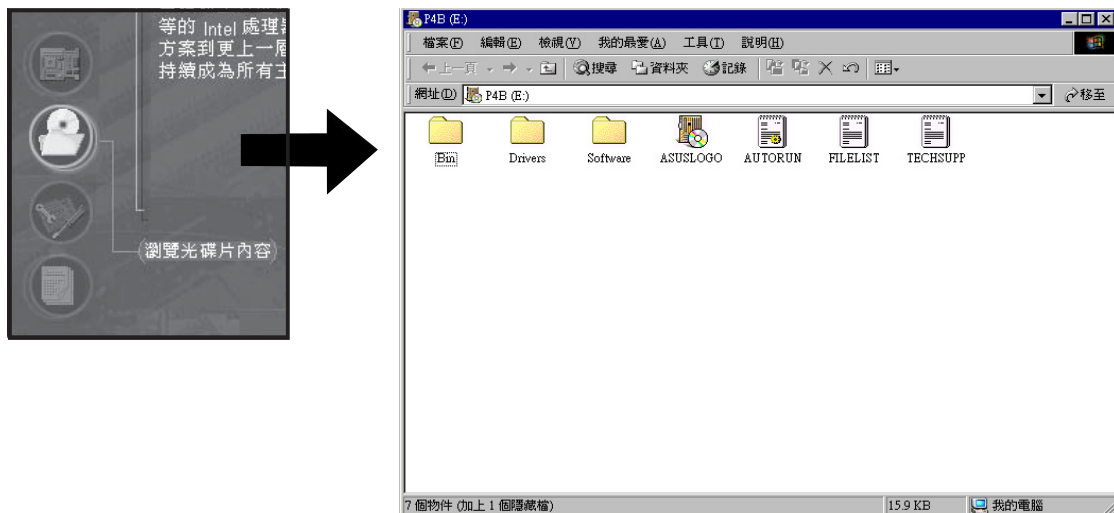 等的 Intel 處理
方案到更上一層
持續成為所有主
瀏覽光碟片內容
P4B (E:)
檔案(F) 編輯(E) 檢視(V) 我的最愛(A) 工具(T) 說明(H)
上一頁 搜尋 資料夾 記錄
網址(D) P4B (E:) 移至
Bin Drivers Software ASUSLOGO AUTORUN FILELIST TECHSUPP
7 個物件 (加上 1 個隱藏檔) 15.9 KB 我的電腦